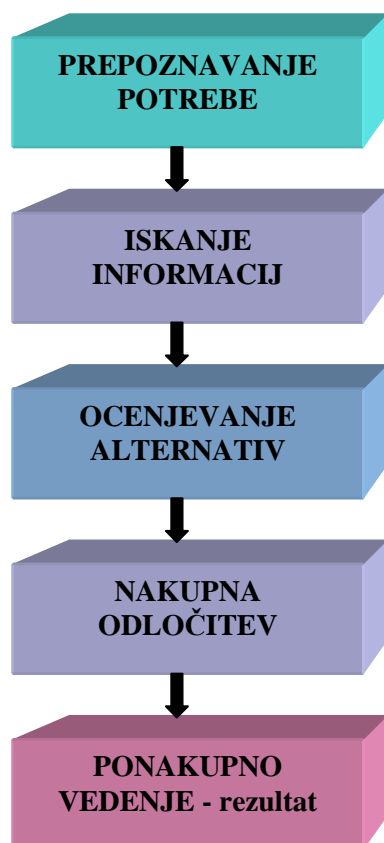 PREPOZNAVANJE
POTREBE
ISKANJE
INFORMACIJ
OCENJEVANJE
ALTERNATIV
NAKUPNA
ODLOČITEV
PONAKUPNO
VEDENJE - rezultat